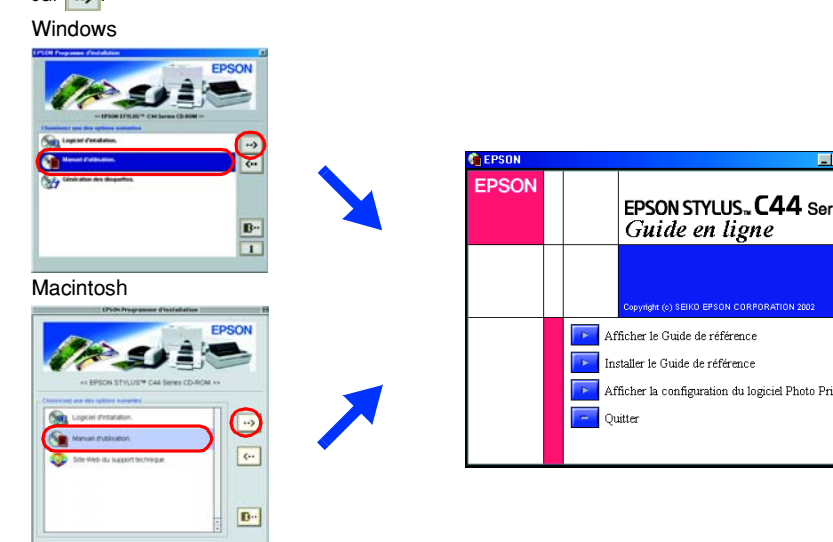 Windows
EPSON Programme d'installation
EPSON
<< EPSON STYLUS™ C44 Series CD-ROM >>
Choisissez une des options suivantes
Logiciel d'intallation.
Manuel d'utilisation.
Génération des disquettes.
Macintosh
EPSON Programme d'installation
EPSON
<< EPSON STYLUS™ C44 Series CD-ROM >>
Choisissez une des options suivantes
Logiciel d'intallation.
Manuel d'utilisation.
Site Web du support technique
EPSON
EPSON
EPSON STYLUS™ C44 Ser
Guide en ligne
Copyright (c) SEIKO EPSON CORPORATION 2002
Afficher le Guide de référence
Installer le Guide de référence
Afficher la configuration du logiciel Photo Pri
Quitter